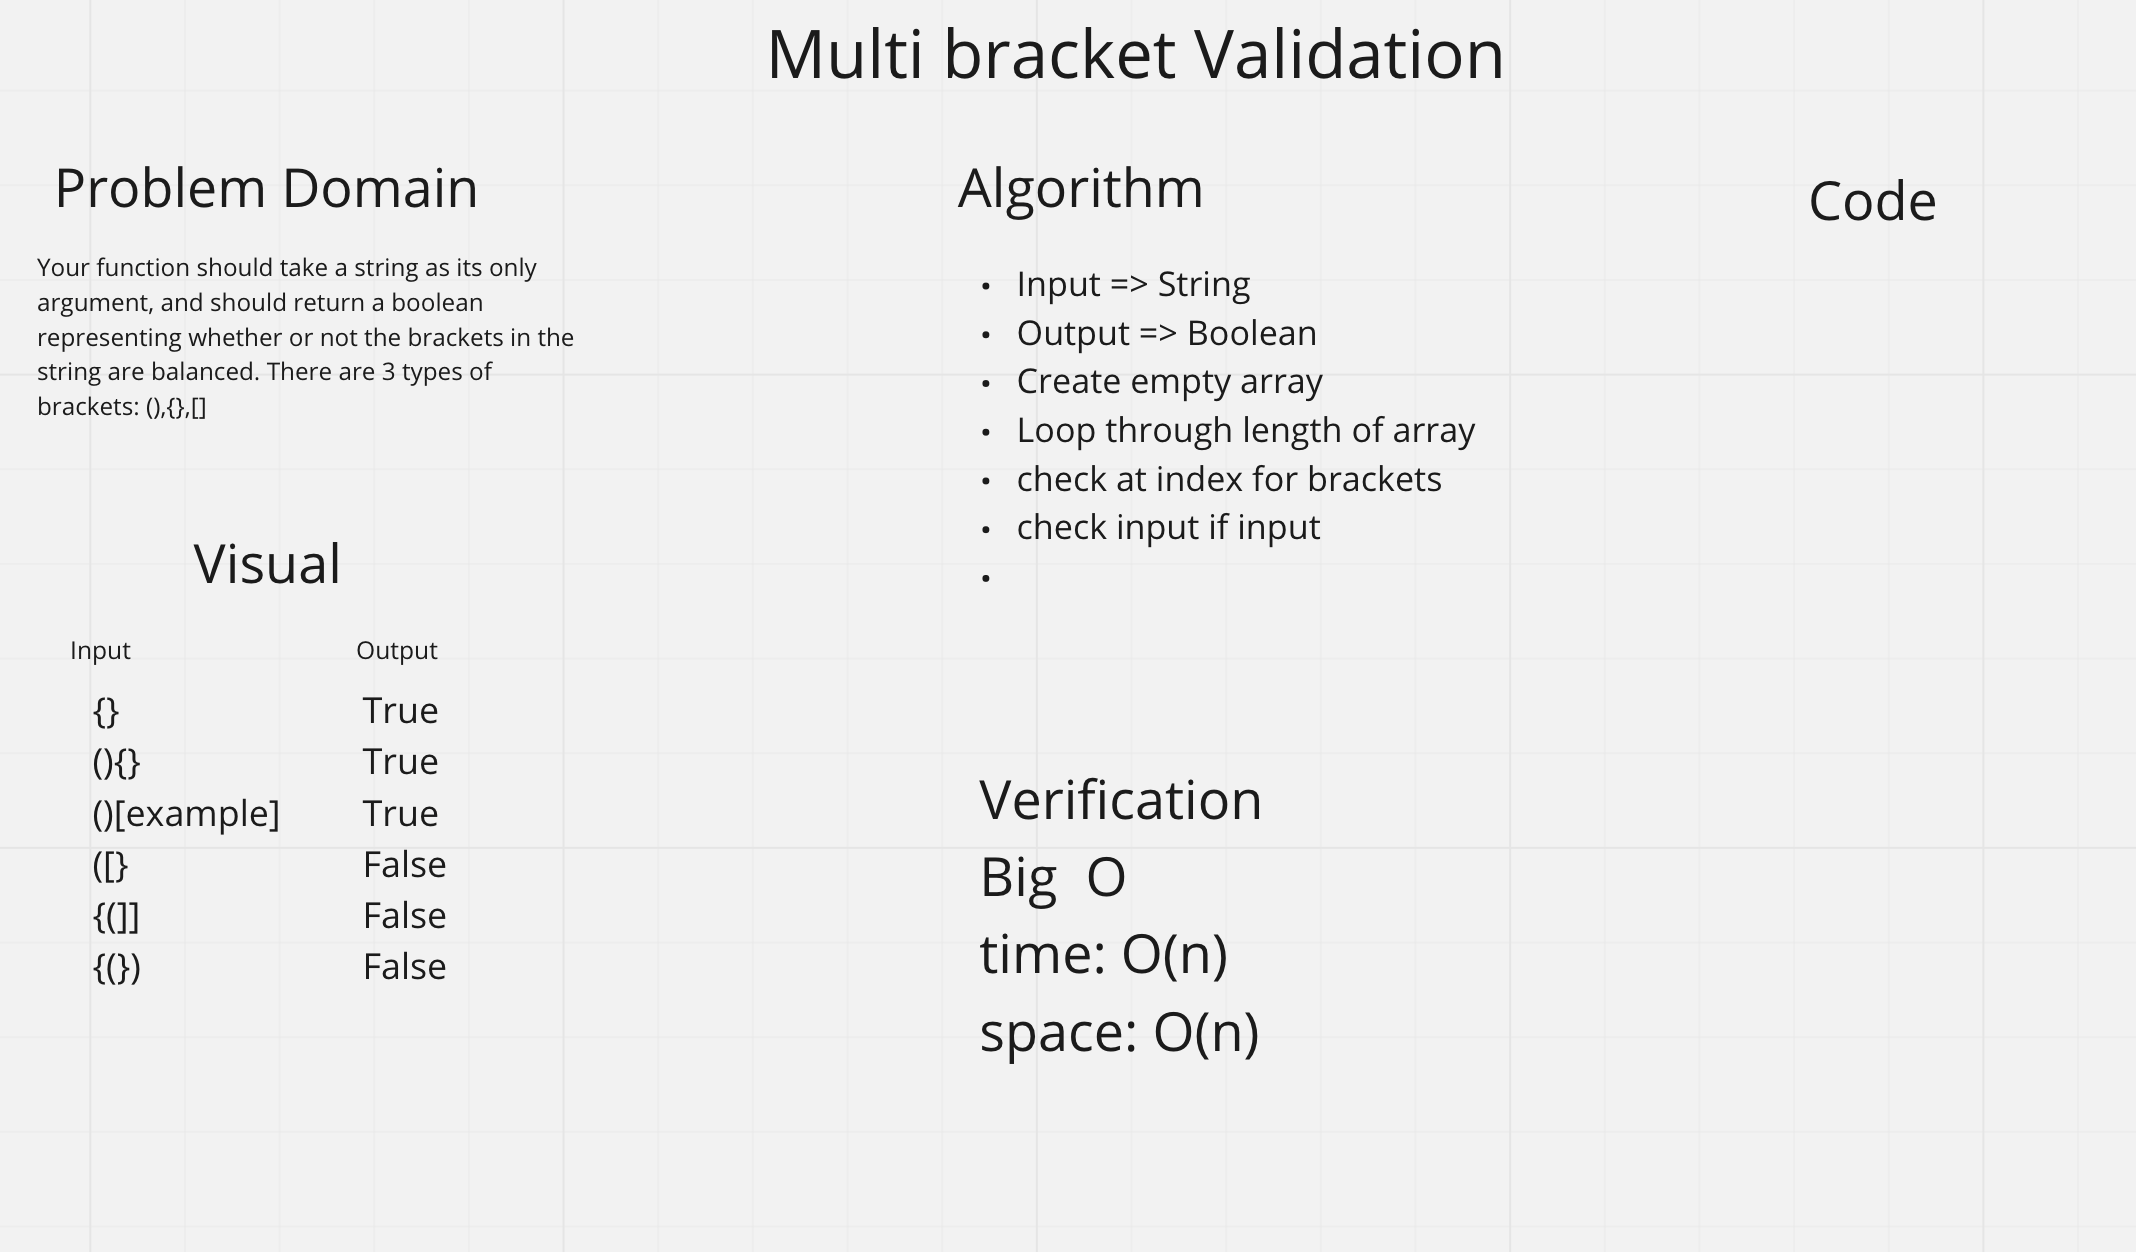 Multi bracket Validation
Problem Domain
Your function should take a string as its only
argument, and should return a boolean
representing whether or not the brackets in the
string are balanced. There are 3 types of
brackets: (),{},[]
Visual
Input Output
{} True
(){} True
()[example] True
([} False
{(]] False
{(}) False
Algorithm
• Input => String
• Output => Boolean
• Create empty array
• Loop through length of array
• check at index for brackets
• check input if input
•
Verification
Big O
time: O(n)
space: O(n)
Code